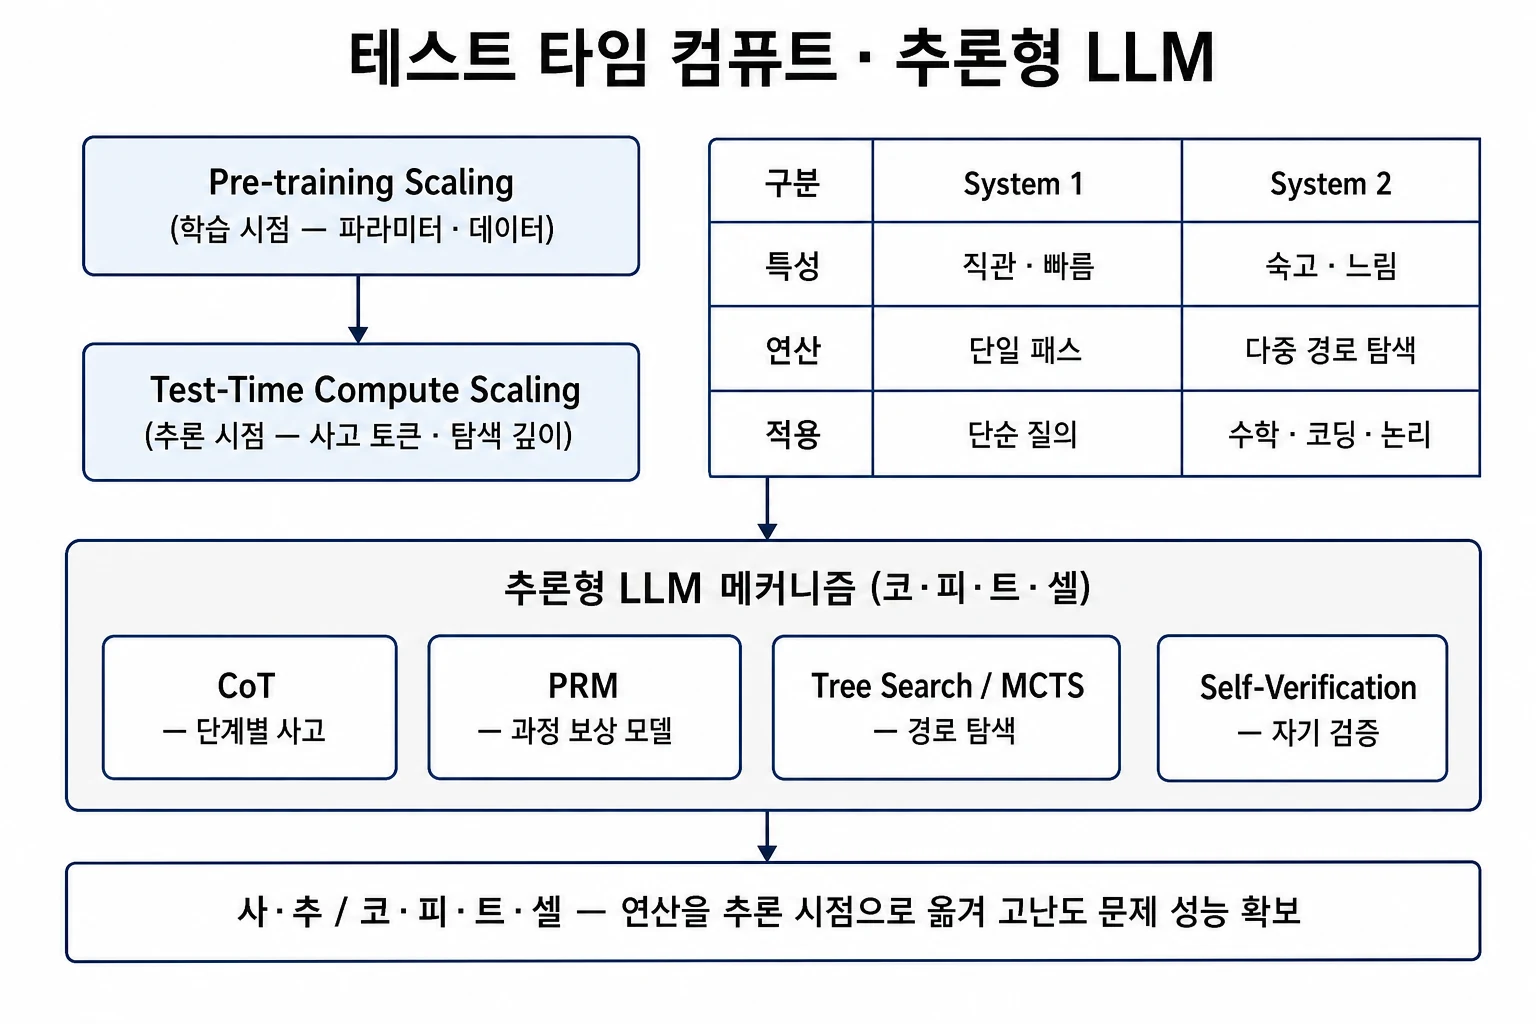 테스트 타임 컴퓨트 · 추론형 LLM
Pre-training Scaling
(학습 시점 — 파라미터 · 데이터)
Test-Time Compute Scaling
(추론 시점 — 사고 토큰 · 탐색 깊이)
구분 System 1 System 2
특성 직관 · 빠름 숙고 · 느림
연산 단일 패스 다중 경로 탐색
적용 단순 질의 수학 · 코딩 · 논리
추론형 LLM 메커니즘 (코 · 피 · 트 · 셀)
CoT
— 단계별 사고
PRM
— 과정 보상 모델
Tree Search / MCTS
— 경로 탐색
Self-Verification
— 자기 검증
사 · 추 / 코 · 피 · 트 · 셀 — 연산을 추론 시점으로 옮겨 고난도 문제 성능 확보